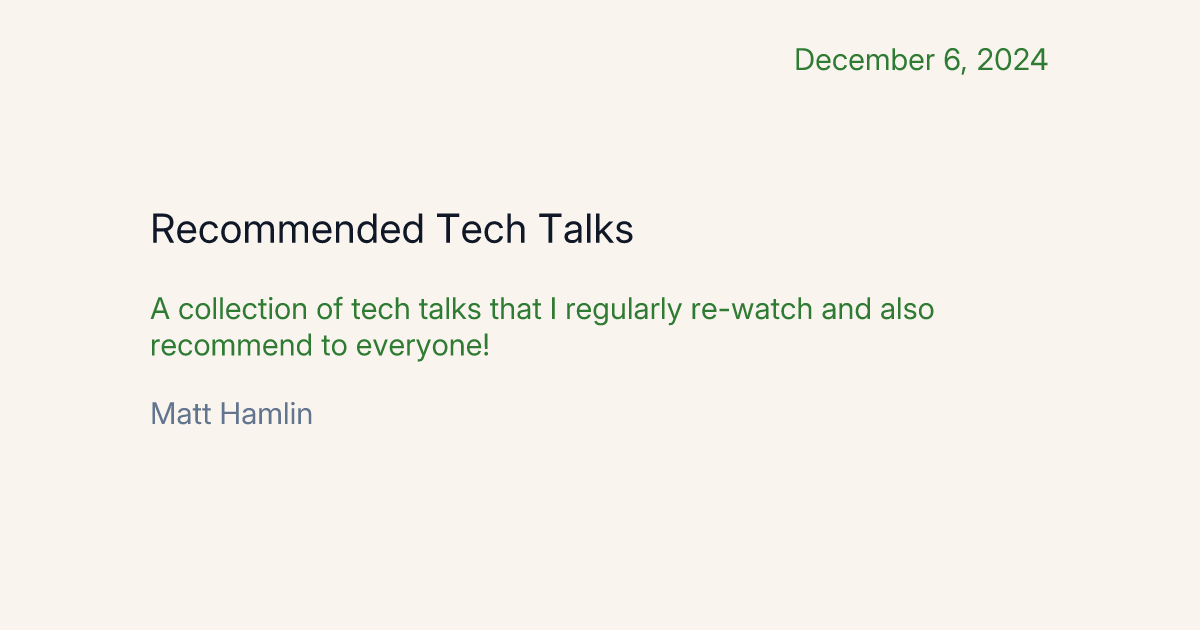 December 6, 2024
Recommended Tech Talks
A collection of tech talks that I regularly re-watch and also
recommend to everyone!
Matt Hamlin